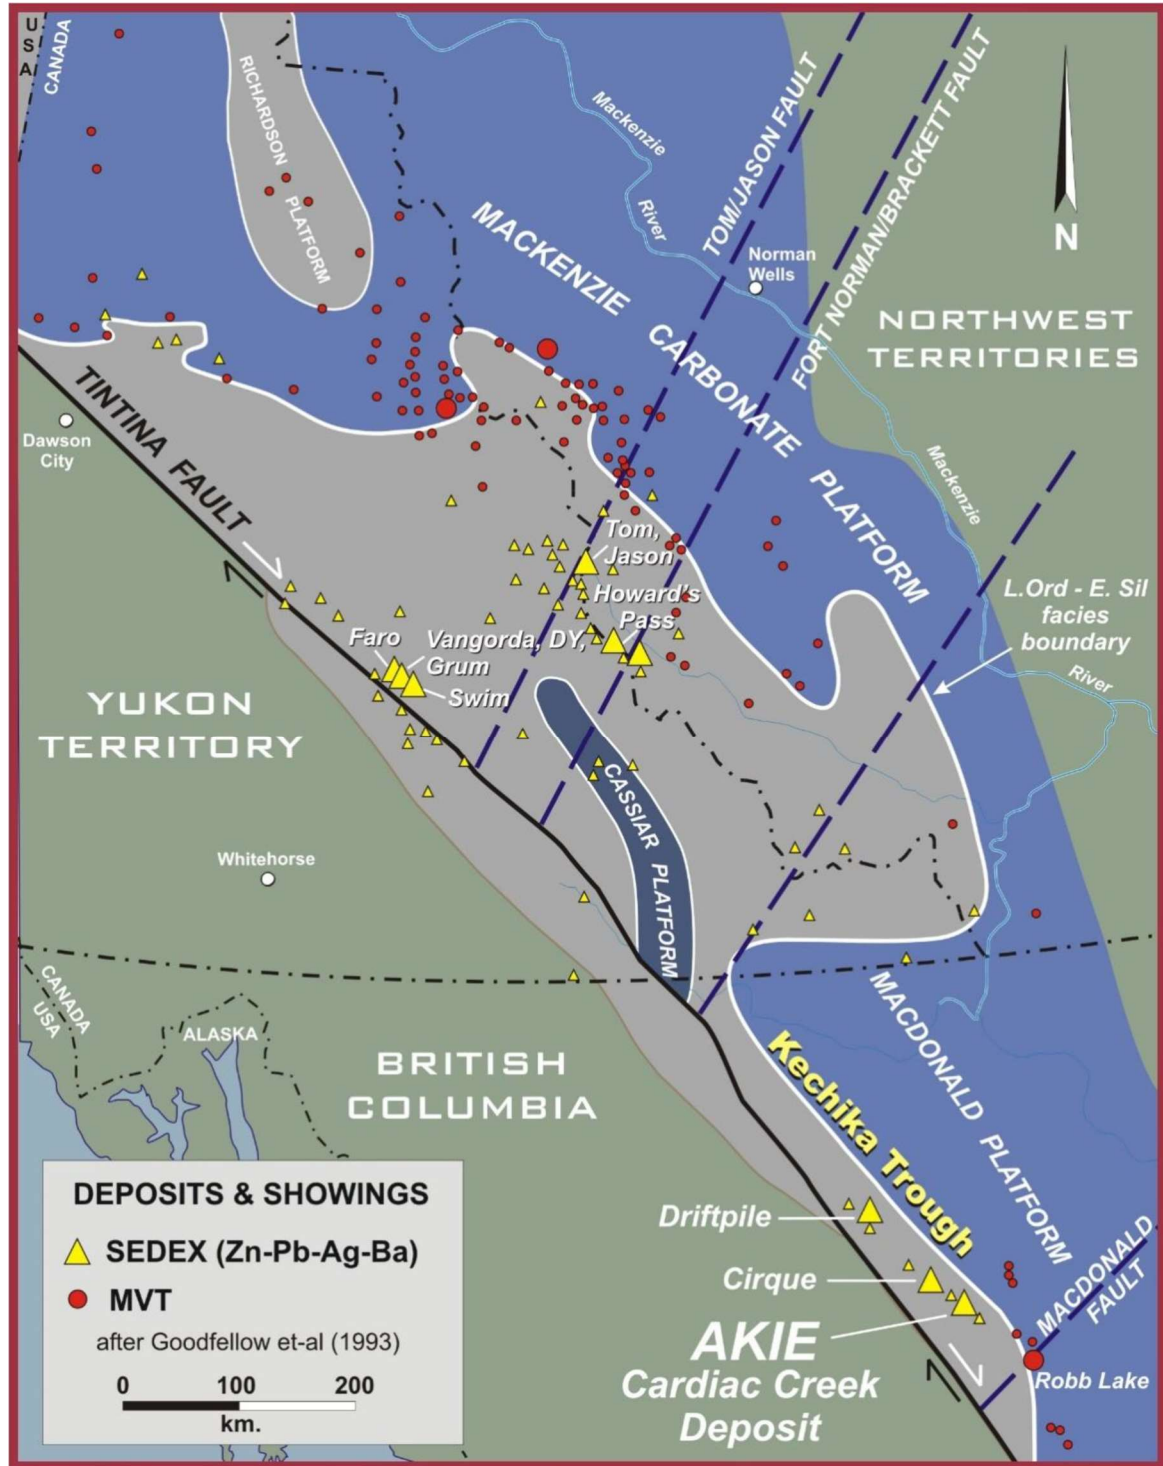 U
S
A
CANADA
RICHARDSON
PLATFORM
Mackenzie
River
TOM/JASON FAULT
FORT NORMAN/BRACKETT FAULT
N
MACKENZIE CARBONATE PLATFORM
Norman
Wells
NORTHWEST
TERRITORIES
TINTINA FAULT
Dawson
City
Mackenzie
River
Tom,
Jason
Howard's
Pass
L.Ord - E. Sil
facies
boundary
Faro
Vangorda, DY,
Grum
Swim
YUKON
TERRITORY
CASSIAR PLATFORM
Whitehorse
CANADA
USA
ALASKA
BRITISH
COLUMBIA
MACDONALD PLATFORM
Kechika Trough
DEPOSITS & SHOWINGS
SEDEX (Zn-Pb-Ag-Ba)
MVT
after Goodfellow et-al (1993)
0 100 200
km.
Driftpile
Cirque
AKIE
Cardiac Creek
Deposit
MACDONALD
FAULT
Robb Lake